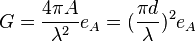 G = \frac{4\pi A}{\lambda^2} e_A = (\frac{\pi d}{\lambda})^2 e_A